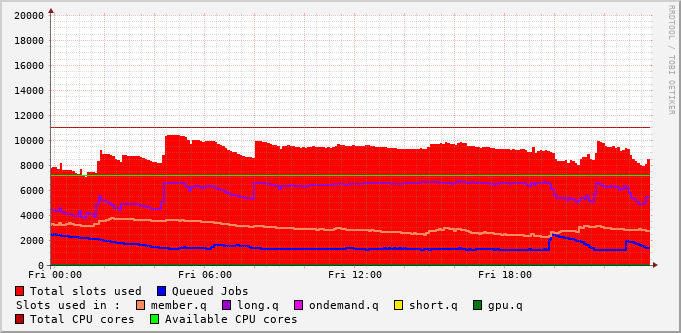 20000
18000
16000
14000
12000
10000
8000
6000
4000
2000
0
Fri 00:00 Fri 06:00 Fri 12:00 Fri 18:00
RRDTOOL / TOBI OETIKER
Total slots used Queued Jobs
Slots used in : member.q long.q ondemand.q short.q gpu.q
Total CPU cores Available CPU cores